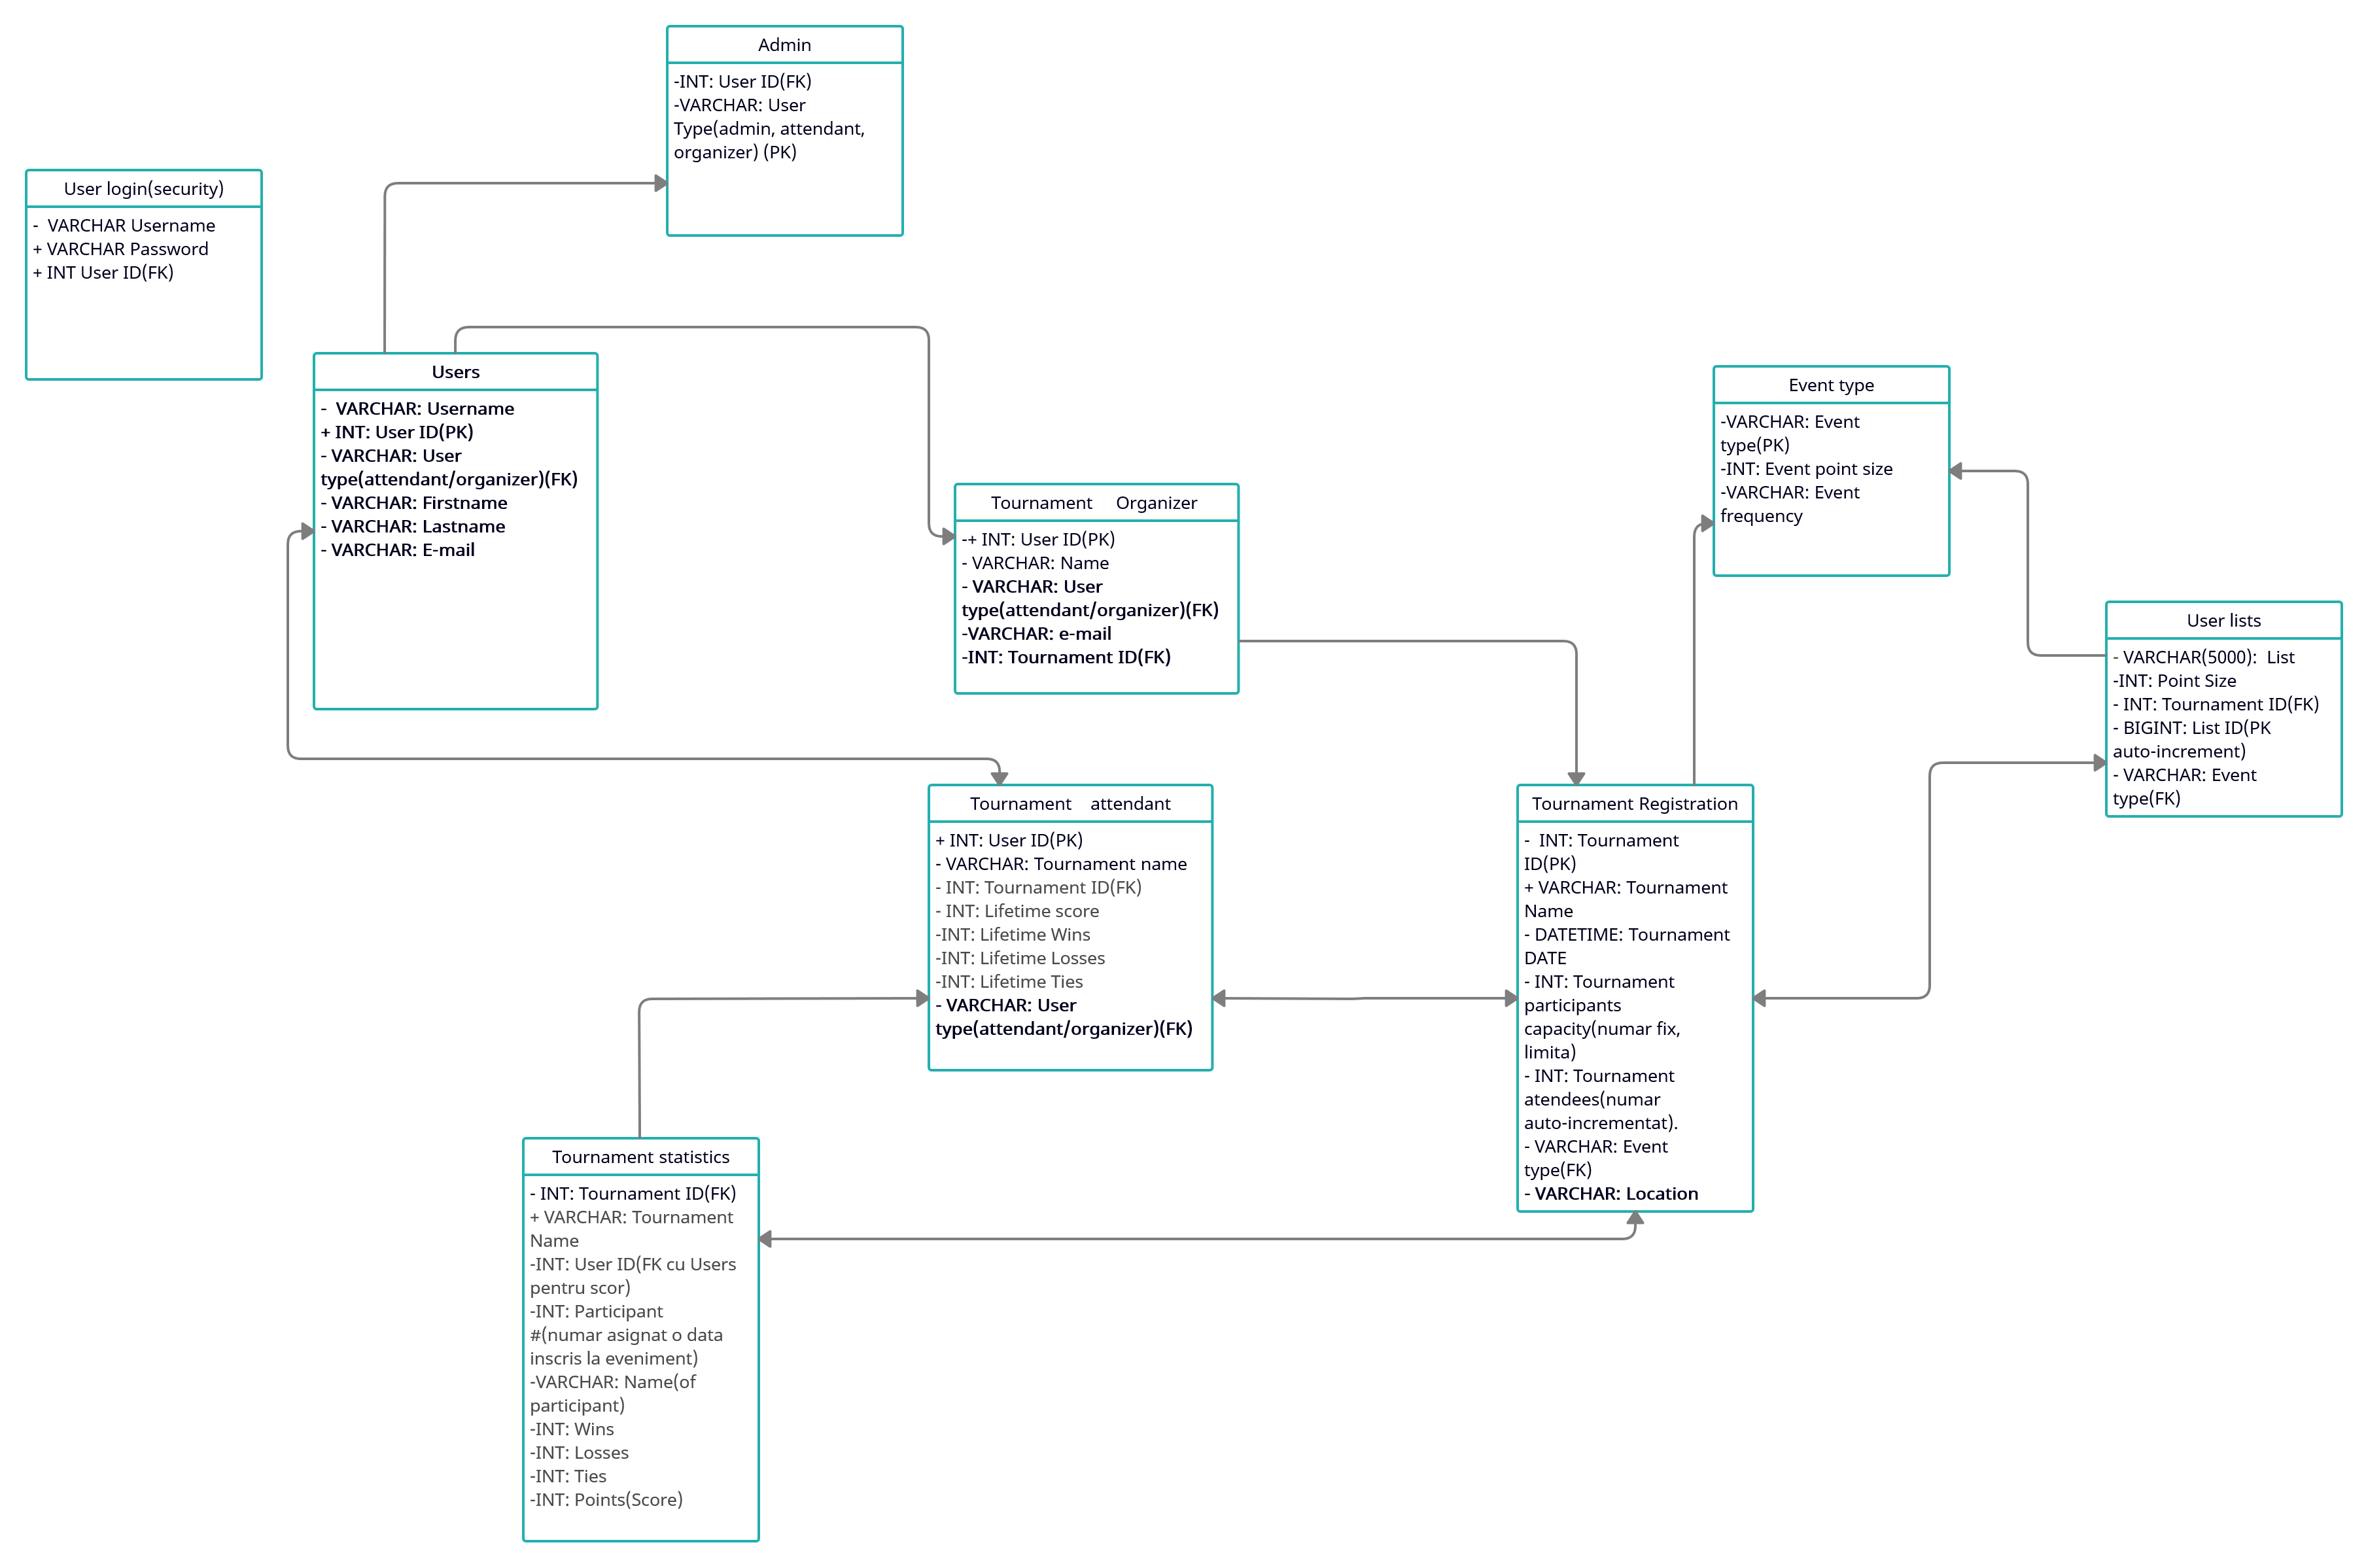 Admin
-INT: User ID(FK)
-VARCHAR: User
Type(admin, attendant,
organizer) (PK)
User login(security)
-  VARCHAR Username
+ VARCHAR Password
+ INT User ID(FK)
Users
-  VARCHAR: Username
+ INT: User ID(PK)
- VARCHAR: User
type(attendant/organizer)(FK)
- VARCHAR: Firstname
- VARCHAR: Lastname
- VARCHAR: E-mail
Tournament    Organizer
-+ INT: User ID(PK)
- VARCHAR: Name
- VARCHAR: User
type(attendant/organizer)(FK)
-VARCHAR: e-mail
-INT: Tournament ID(FK)
Event type
-VARCHAR: Event
type(PK)
-INT: Event point size
-VARCHAR: Event
frequency
User lists
- VARCHAR(5000):  List
-INT: Point Size
- INT: Tournament ID(FK)
- BIGINT: List ID(PK
auto-increment)
- VARCHAR: Event
type(FK)
Tournament   attendant
+ INT: User ID(PK)
- VARCHAR: Tournament name
- INT: Tournament ID(FK)
- INT: Lifetime score
-INT: Lifetime Wins
-INT: Lifetime Losses
-INT: Lifetime Ties
- VARCHAR: User
type(attendant/organizer)(FK)
Tournament Registration
-  INT: Tournament
ID(PK)
+ VARCHAR: Tournament
Name
- DATETIME: Tournament
DATE
- INT: Tournament
participants
capacity(numar fix,
limita)
- INT: Tournament
atendees(numar
auto-incrementat).
- VARCHAR: Event
type(FK)
- VARCHAR: Location
Tournament statistics
- INT: Tournament ID(FK)
+ VARCHAR: Tournament
Name
-INT: User ID(FK cu Users
pentru scor)
-INT: Participant
#(numar asignat o data
inscris la eveniment)
-VARCHAR: Name(of
participant)
-INT: Wins
-INT: Losses
-INT: Ties
-INT: Points(Score)